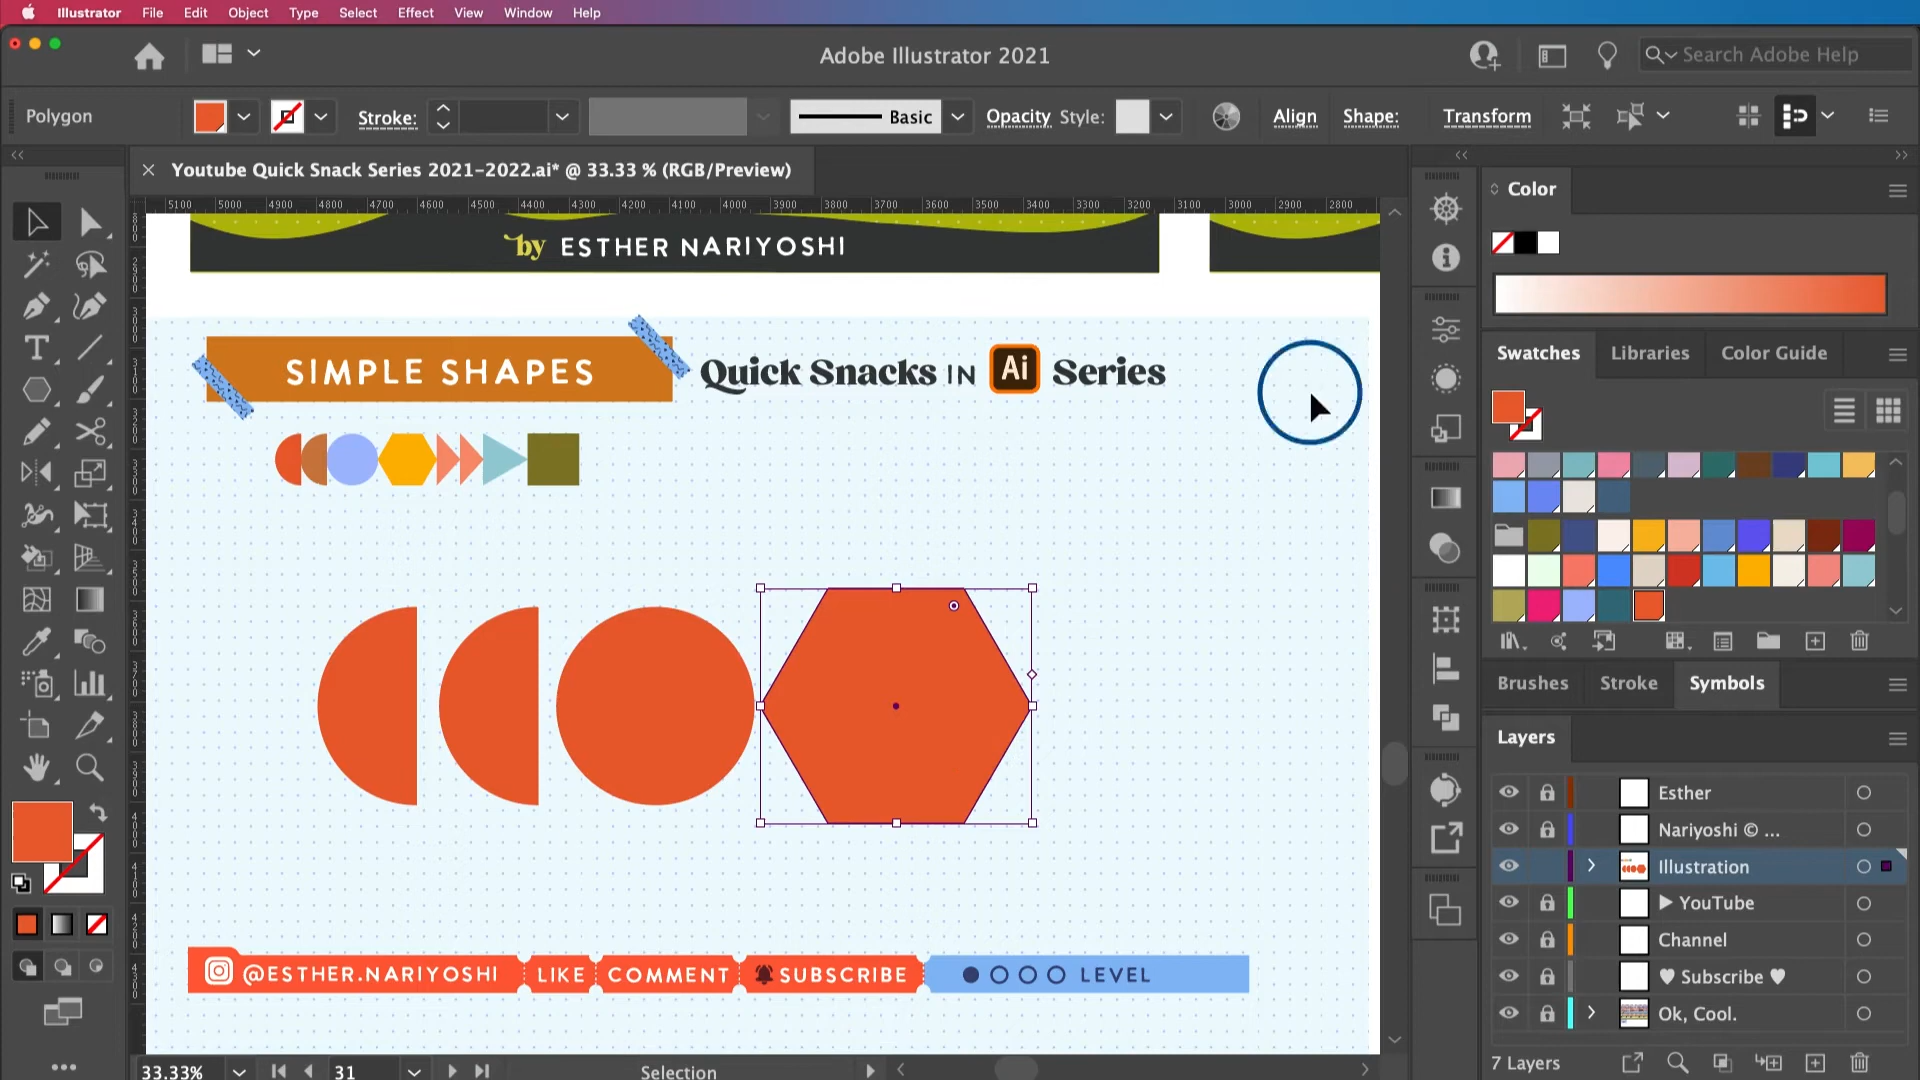 Illustrator File Edit Object Type Select Effect View Window Help
Adobe Illustrator 2021
Search Adobe Help
Polygon
Stroke:
Basic
Opacity Style:
Align
Shape:
Transform
Youtube Quick Snack Series 2021-2022.ai* @ 33.33 % (RGB/Preview)
5100 5000 4900 4800 4700 4600 4500 4400 4300 4200 4100 4000 3900 3800 3700 3600 3500 3400 3300 3200 3100 3000 2900 2800
by ESTHER NARIYOSHI
SIMPLE SHAPES
Quick Snacks IN Ai Series
Color
Swatches Libraries Color Guide
Brushes Stroke Symbols
Layers
Esther
Nariyoshi © ...
Illustration
▶ YouTube
Channel
♥ Subscribe ♥
Ok, Cool.
7 Layers
@ESTHER.NARIYOSHI LIKE COMMENT SUBSCRIBE LEVEL
33.33% 31 Selection